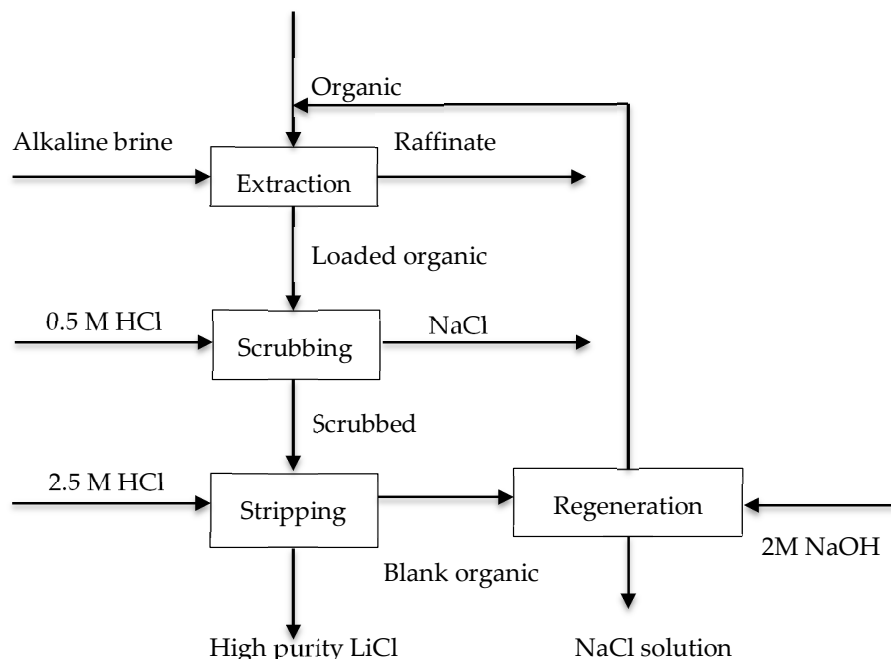 Organic
Alkaline brine
Raffinate
Extraction
Loaded organic
0.5 M HCl
NaCl
Scrubbing
Scrubbed
2.5 M HCl
Stripping
Regeneration
Blank organic
2M NaOH
High purity LiCl
NaCl solution